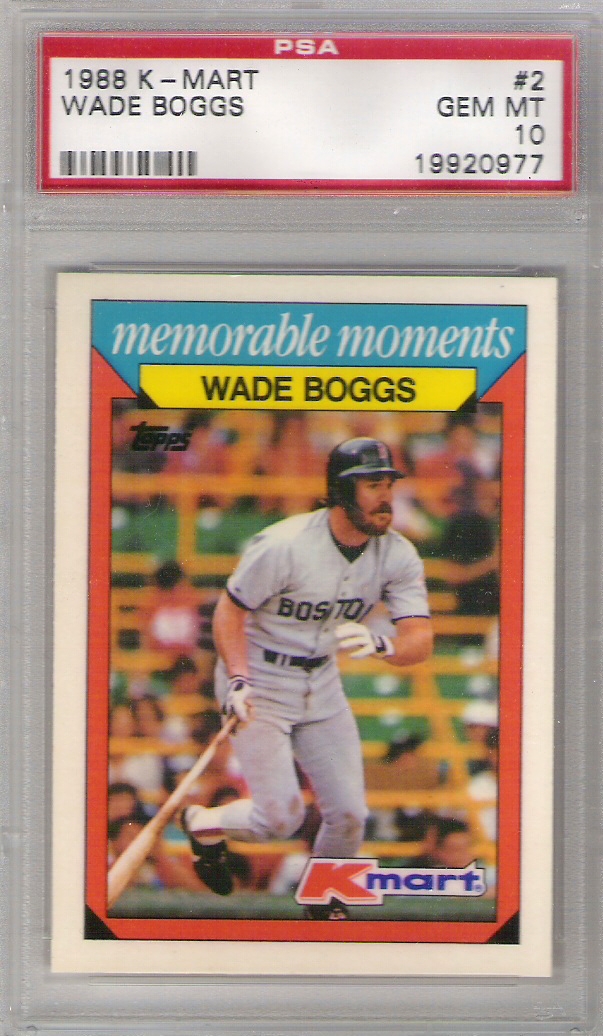 PSA
1988 K-MART #2
WADE BOGGS GEM MT
10
19920977
memorable moments
WADE BOGGS
topps
BOSTON
Kmart